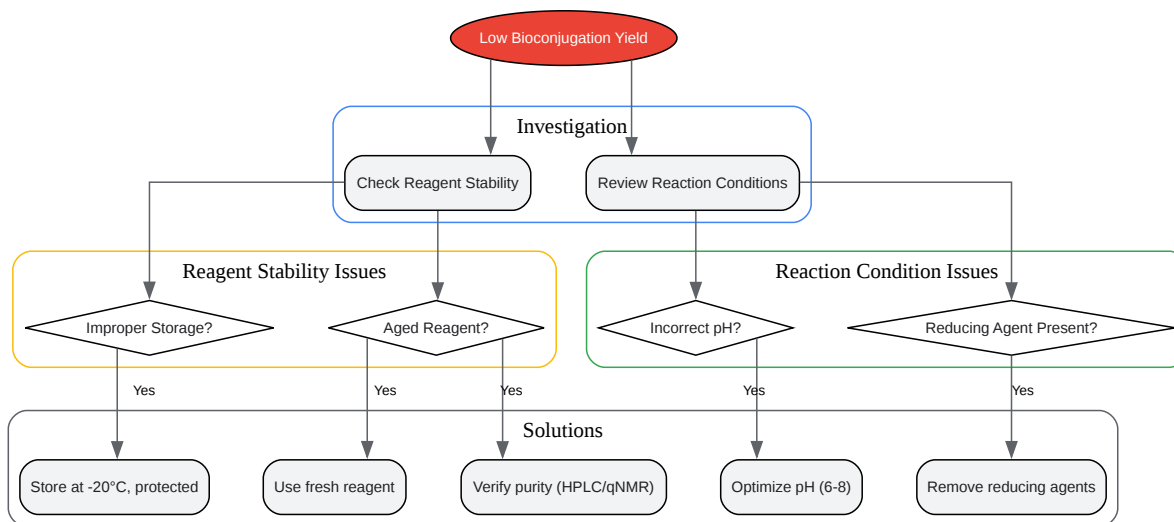 Low Bioconjugation Yield
Investigation
Check Reagent Stability
Review Reaction Conditions
Reagent Stability Issues
Reaction Condition Issues
Improper Storage?
Aged Reagent?
Incorrect pH?
Reducing Agent Present?
Yes
Yes
Yes
Yes
Yes
Solutions
Store at -20°C, protected
Use fresh reagent
Verify purity (HPLC/qNMR)
Optimize pH (6-8)
Remove reducing agents